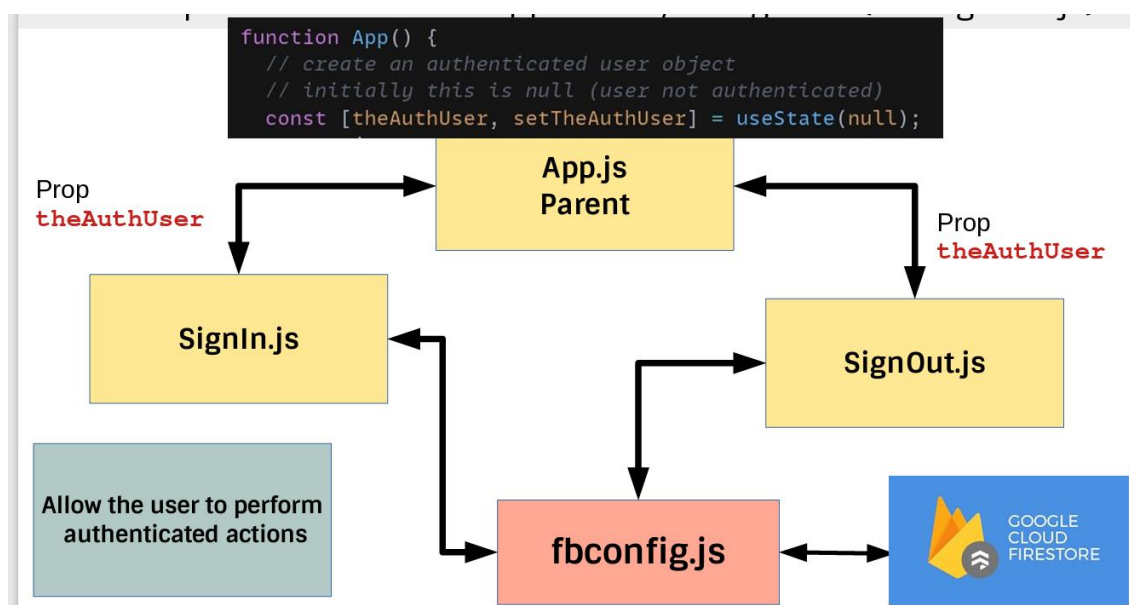 function App() {
// create an authenticated user object
// initially this is null (user not authenticated)
const [theAuthUser, setTheAuthUser] = useState(null);
App.js
Parent
Prop
theAuthUser
Prop
theAuthUser
SignIn.js
SignOut.js
Allow the user to perform
authenticated actions
fbconfig.js
GOOGLE
CLOUD
FIRESTORE